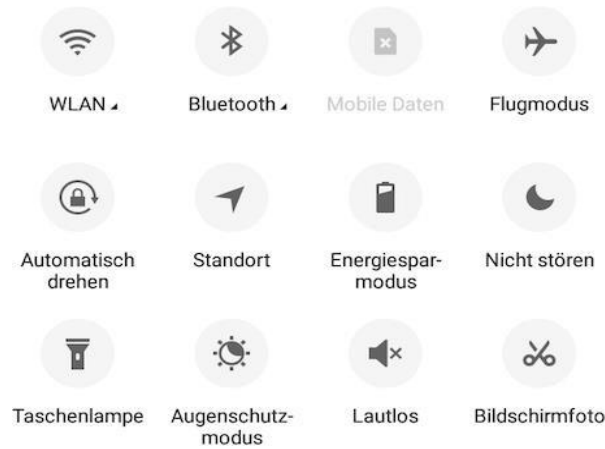 WLAN
Bluetooth
Mobile Daten
Flugmodus
Automatisch
drehen
Standort
Energiespar-
modus
Nicht stören
Taschenlampe
Augenschutz-
modus
Lautlos
Bildschirmfoto